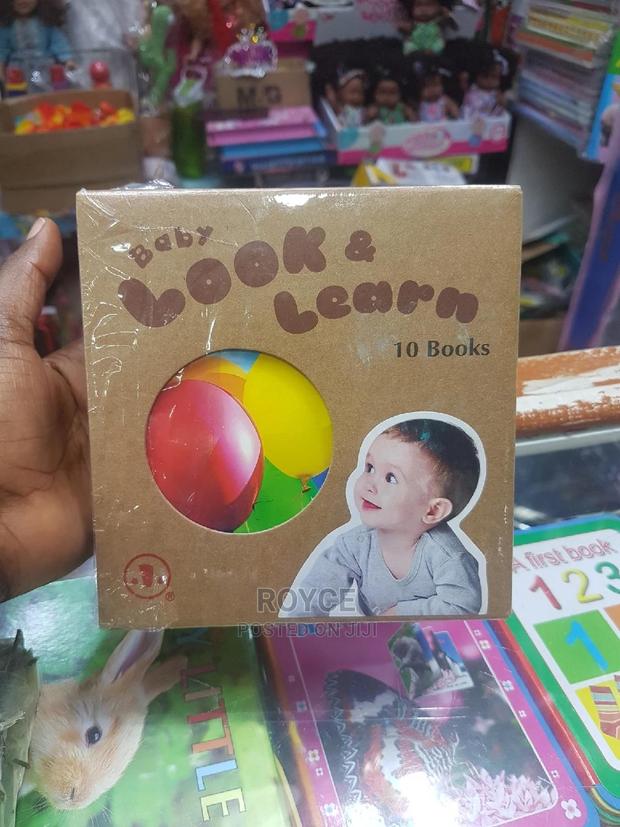 M.G
Baby
Look &
Learn
10 Books
ROYCE
POSTED ON JIJI
®
A first book
123
1
LITTLE